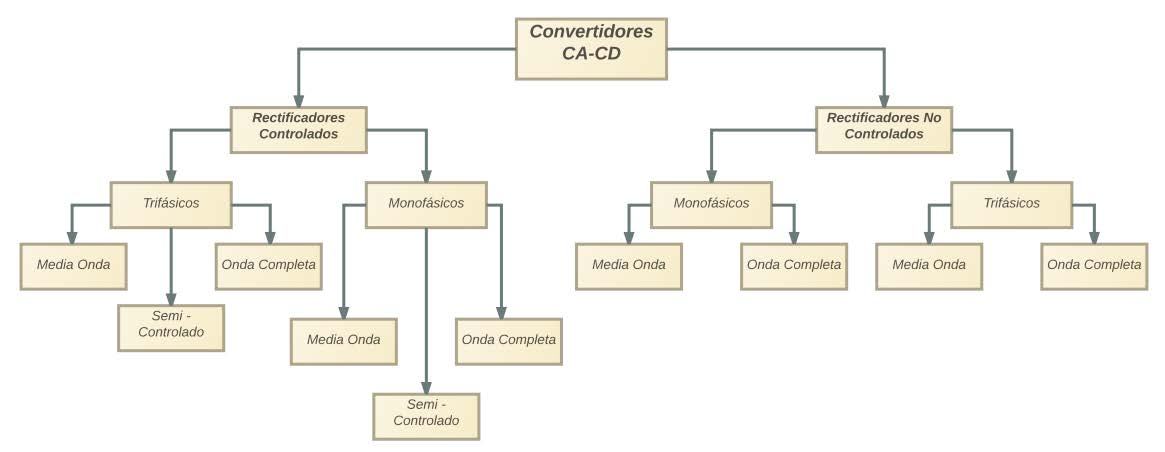 Convertidores
CA-CD
Rectificadores
Controlados
Rectificadores No
Controlados
Trifásicos
Monofásicos
Monofásicos
Trifásicos
Media Onda
Onda Completa
Media Onda
Onda Completa
Media Onda
Onda Completa
Semi -
Controlado
Media Onda
Onda Completa
Semi -
Controlado